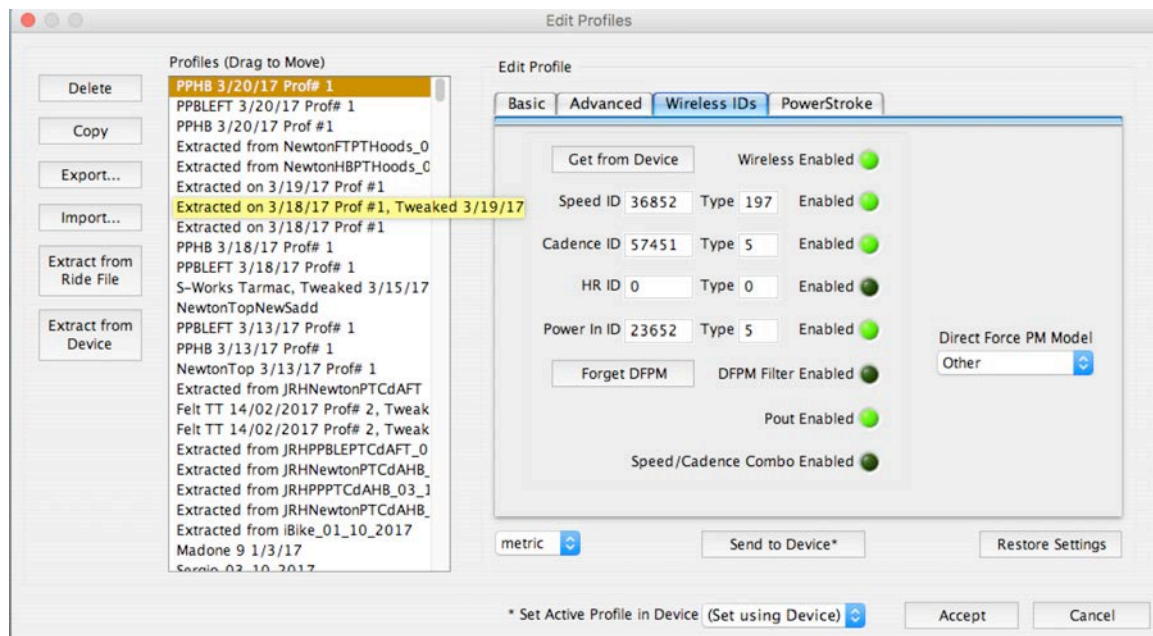 Edit Profiles
Delete
Copy
Export...
Import...
Extract from
Ride File
Extract from
Device
Profiles (Drag to Move)
PPHB 3/20/17 Prof# 1
PPBLEFT 3/20/17 Prof# 1
PPHB 3/20/17 Prof #1
Extracted from NewtonFTPTHoods_0
Extracted from NewtonHBPTHoods_0
Extracted on 3/19/17 Prof #1
Extracted on 3/18/17 Prof #1, Tweaked 3/19/17
Extracted on 3/18/17 Prof #1
PPHB 3/18/17 Prof# 1
PPBLEFT 3/18/17 Prof# 1
S-Works Tarmac, Tweaked 3/15/17
NewtonTopNewSadd
PPBLEFT 3/13/17 Prof# 1
PPHB 3/13/17 Prof# 1
NewtonTop 3/13/17 Prof# 1
Extracted from JRHNewtonPTCdAFT
Felt TT 14/02/2017 Prof# 2, Tweak
Felt TT 14/02/2017 Prof# 2, Tweak
Extracted from JRHPPBLEPTCdAFT_0
Extracted from JRHNewtonPTCdAHB_
Extracted from JRHPPPTCdAHB_03_1
Extracted from JRHNewtonPTCdAHB_
Extracted from iBike_01_10_2017
Madone 9 1/3/17
Sergio 03_10_2017
Edit Profile
Basic Advanced Wireless IDs PowerStroke
Get from Device Wireless Enabled
Speed ID 36852 Type 197 Enabled
Cadence ID 57451 Type 5 Enabled
HR ID 0 Type 0 Enabled
Power In ID 23652 Type 5 Enabled
Forget DFPM DFPM Filter Enabled
Pout Enabled
Speed/Cadence Combo Enabled
Direct Force PM Model
Other
metric Send to Device* Restore Settings
* Set Active Profile in Device (Set using Device) Accept Cancel